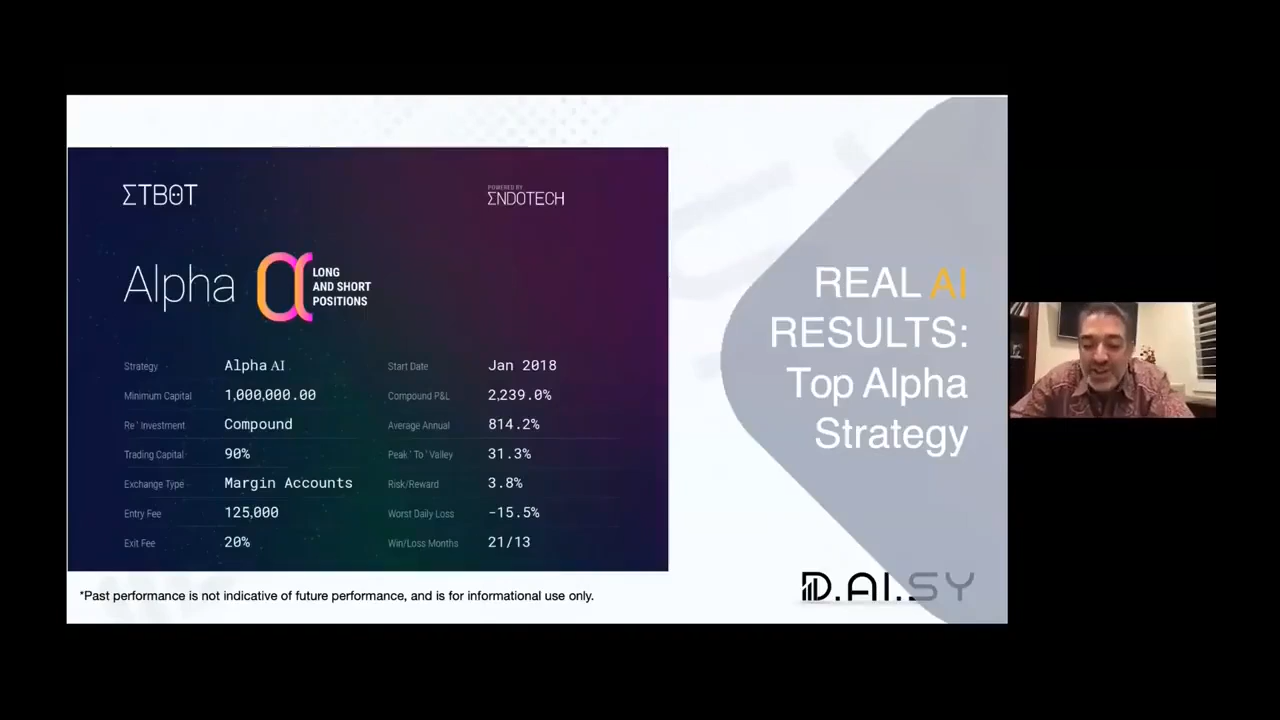 ΣTBOT
POWERED BY
ΣNDOTECH
Alpha
LONG
AND SHORT
POSITIONS
Strategy Alpha AI Start Date Jan 2018
Minimum Capital 1,000,000.00 Compound P&L 2,239.0%
Re'Investment Compound Average Annual 814.2%
Trading Capital 90% Peak'To'Valley 31.3%
Exchange Type Margin Accounts Risk/Reward 3.8%
Entry Fee 125,000 Worst Daily Loss -15.5%
Exit Fee 20% Win/Loss Months 21/13
*Past performance is not indicative of future performance, and is for informational use only.
REAL AI
RESULTS:
Top Alpha
Strategy
D.AI.SY